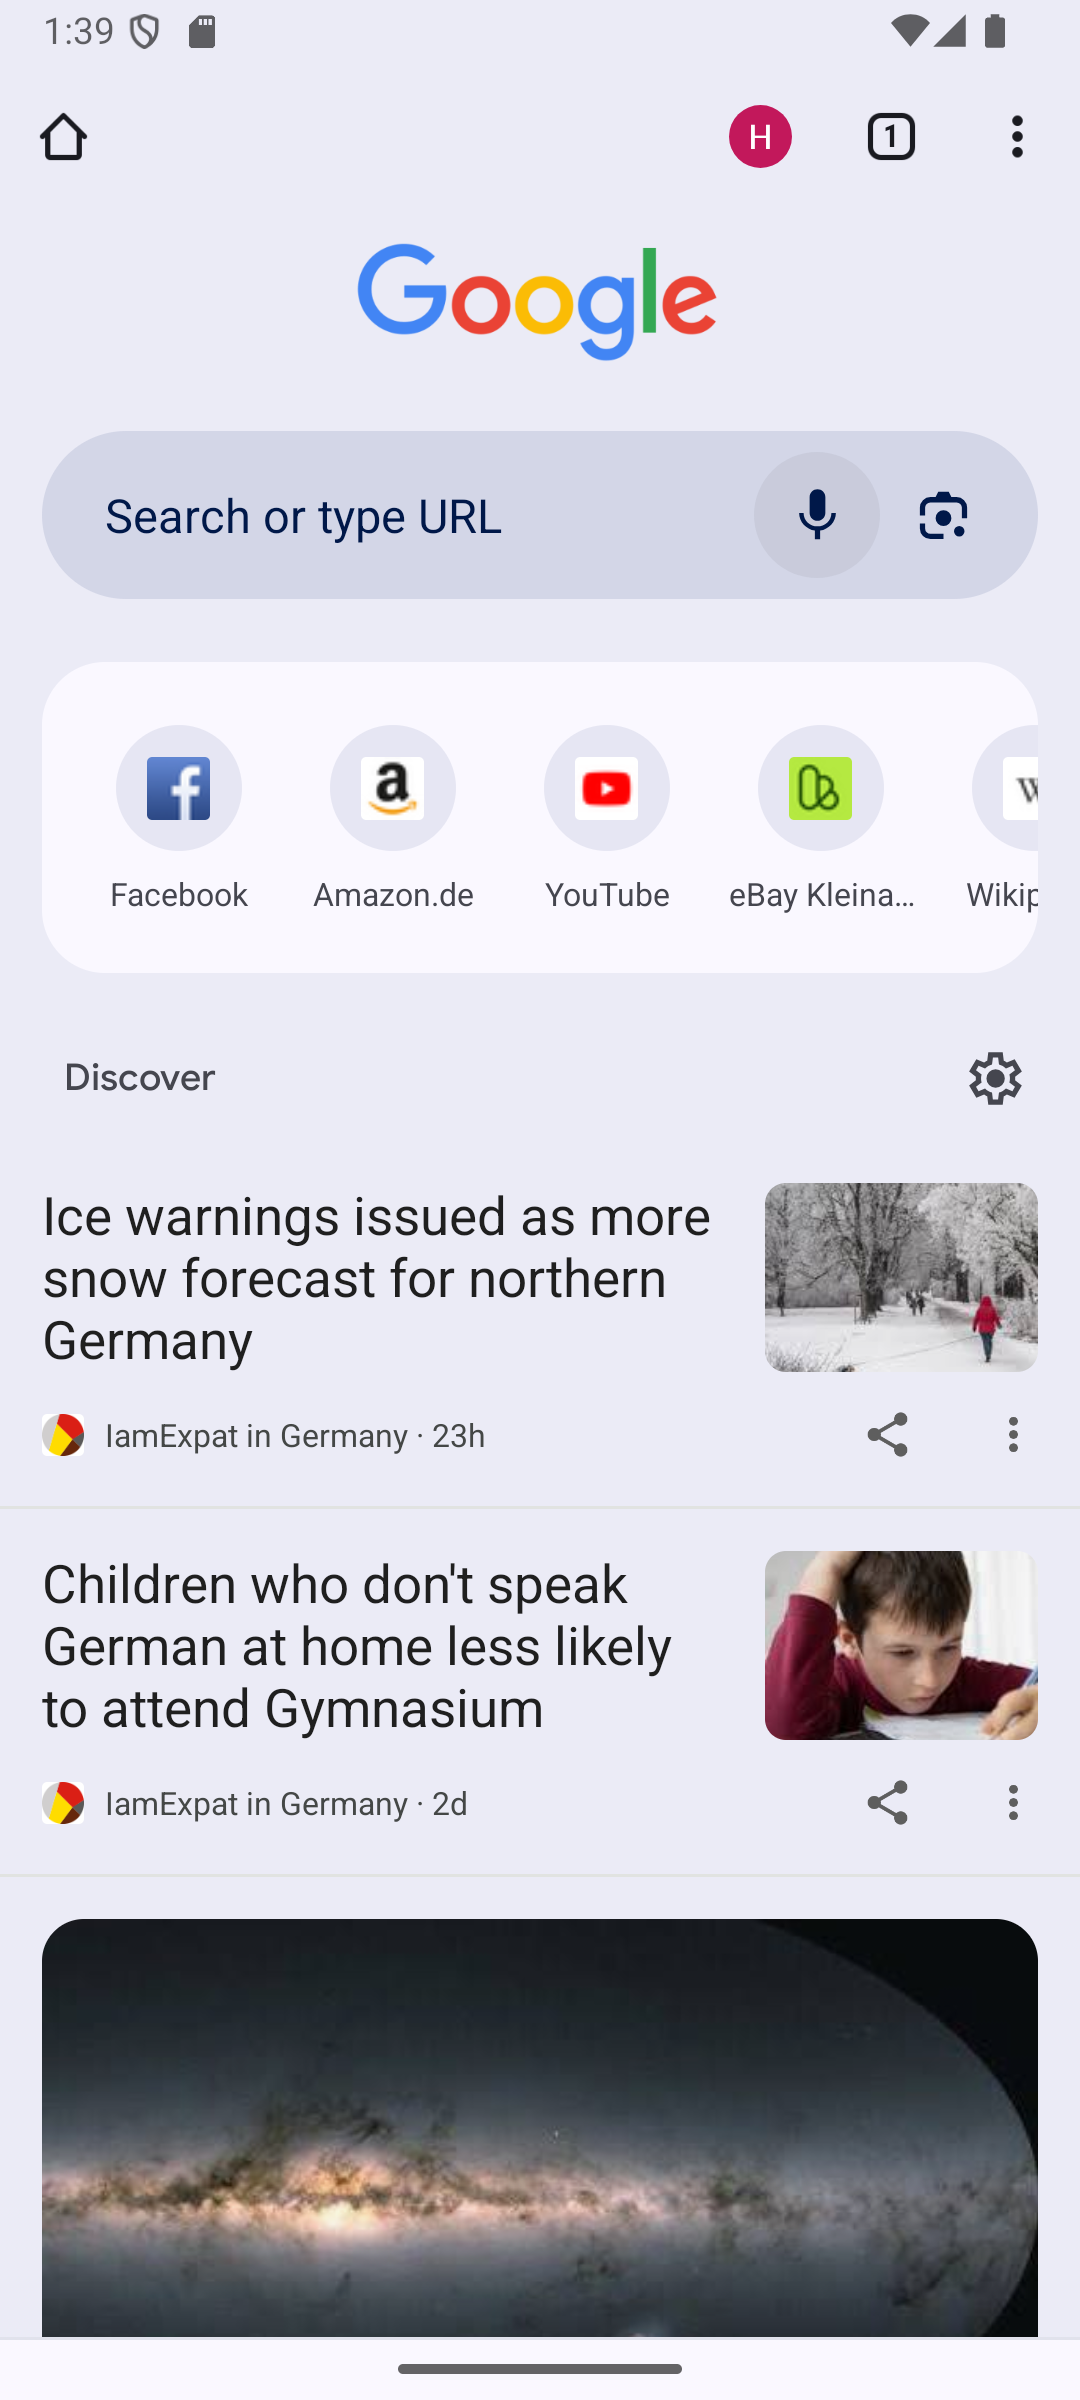 1:39
H
1
Google
Search or type URL
Facebook
Amazon.de
YouTube
eBay Kleina…
Wikip
Discover
Ice warnings issued as more
snow forecast for northern
Germany
IamExpat in Germany · 23h
Children who don't speak
German at home less likely
to attend Gymnasium
IamExpat in Germany · 2d